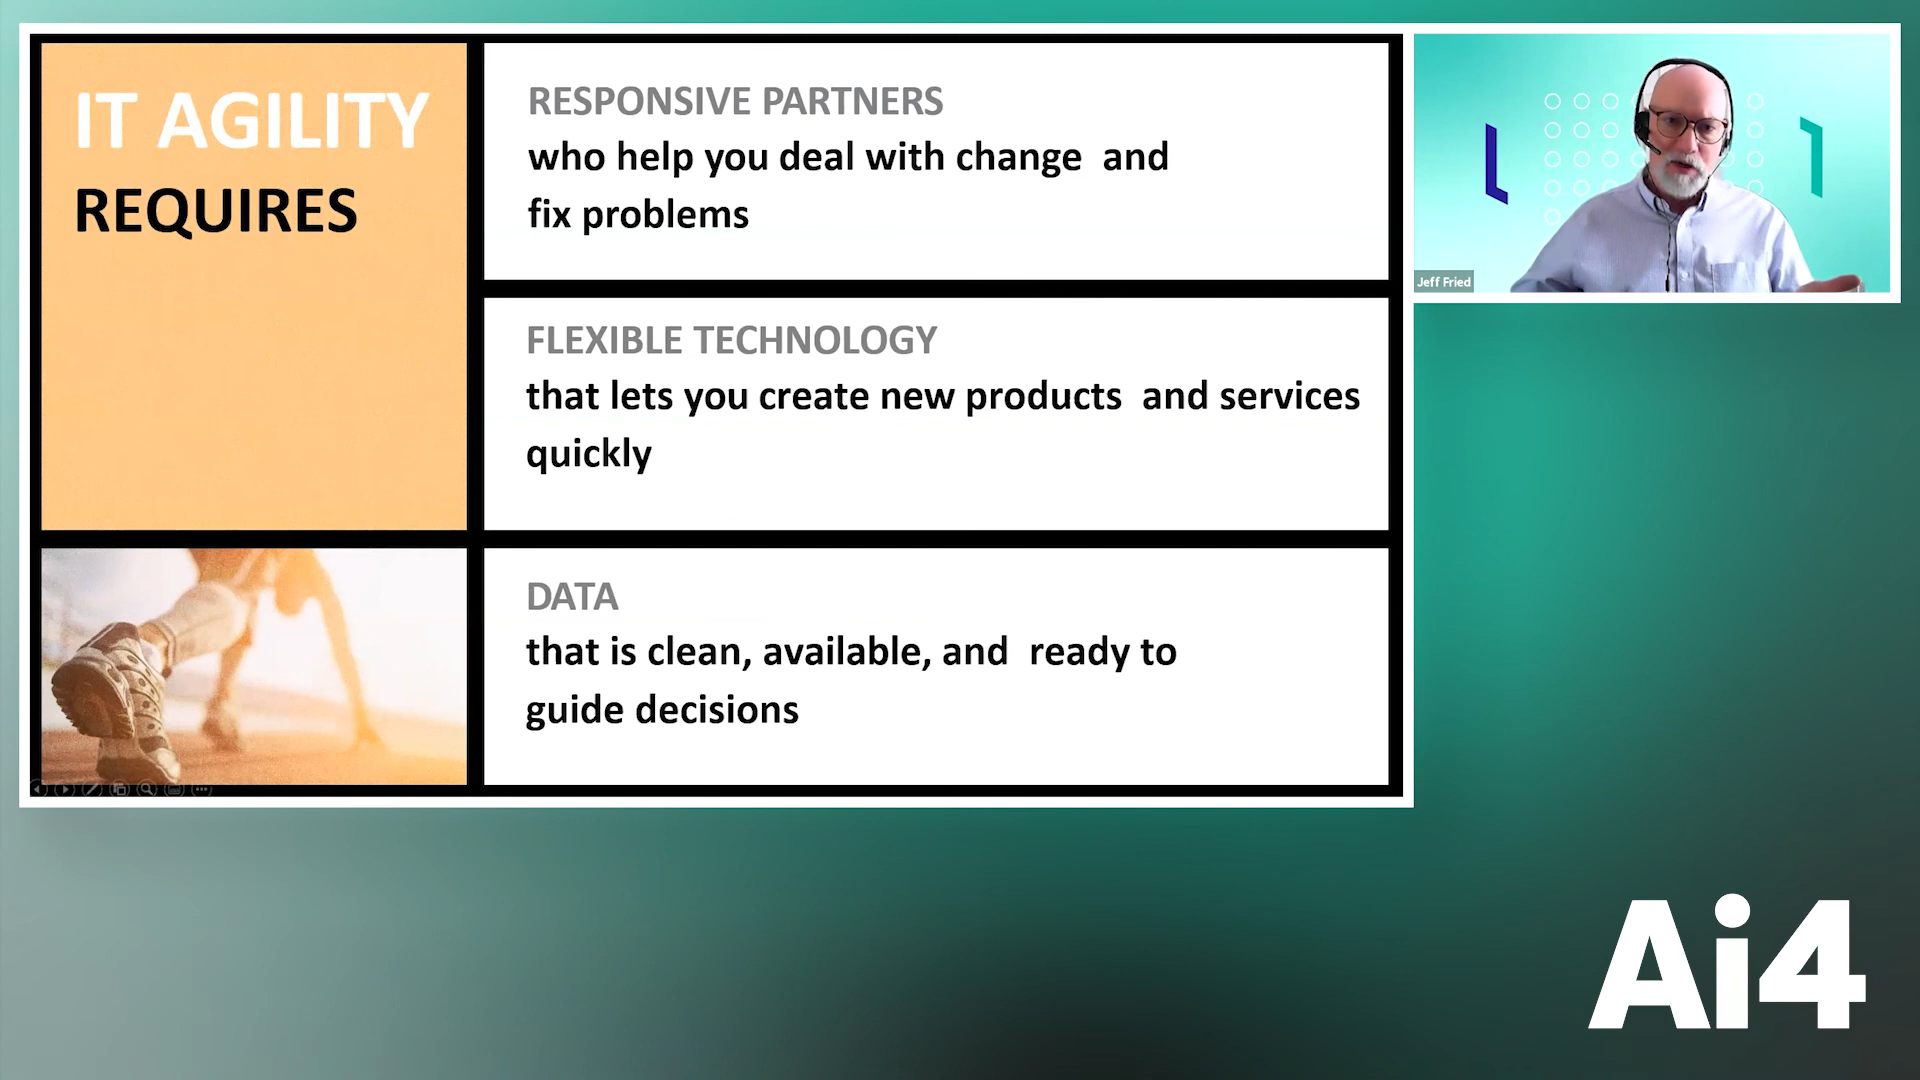 IT AGILITY
REQUIRES
RESPONSIVE PARTNERS
who help you deal with change  and
fix problems
FLEXIBLE TECHNOLOGY
that lets you create new products  and services
quickly
DATA
that is clean, available, and  ready to
guide decisions
Jeff Fried
Ai4